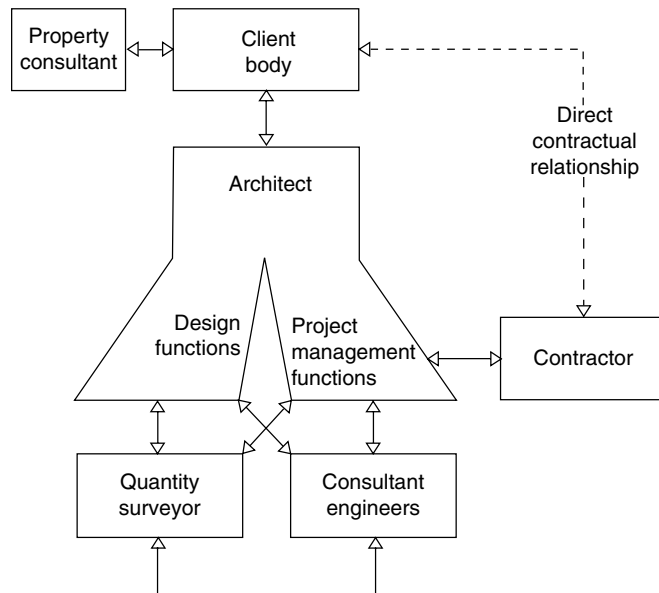 Property
consultant
Client
body
Direct
contractual
relationship
Architect
Design
functions
Project
management
functions
Contractor
Quantity
surveyor
Consultant
engineers